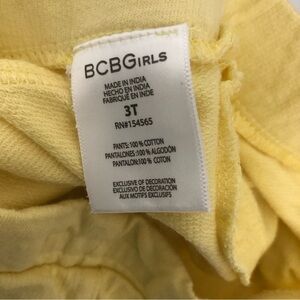 BCBGIRLS
MADE IN INDIA
HECHO EN INDIA
FABRIQUÉ EN INDE
3T
RN#154565
PANTS: 100 % COTTON
PANTALONES: 100 % ALGODÓN
PANTALON: 100 % COTON
EXCLUSIVE OF DECORATION
EXCLUSIVO DE DECORACIÓN
AUX MOTIFS EXCLUSIFS